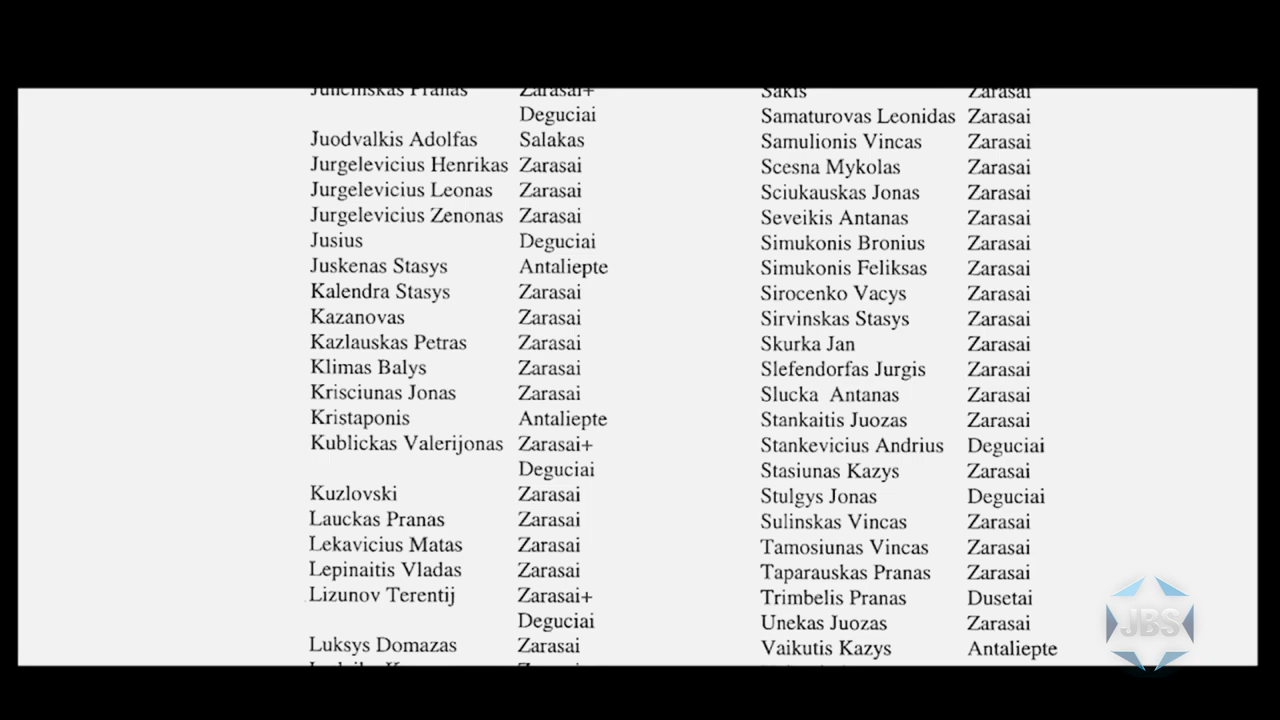 Zarasai+
Deguciai
Juodvalkis Adolfas Salakas
Jurgelevicius Henrikas Zarasai
Jurgelevicius Leonas Zarasai
Jurgelevicius Zenonas Zarasai
Jusius Deguciai
Juskenas Stasys Antaliepte
Kalendra Stasys Zarasai
Kazanovas Zarasai
Kazlauskas Petras Zarasai
Klimas Balys Zarasai
Krisciunas Jonas Zarasai
Kristaponis Antaliepte
Kublickas Valerijonas Zarasai+
Deguciai
Kuzlovski Zarasai
Lauckas Pranas Zarasai
Lekavicius Matas Zarasai
Lepinaitis Vladas Zarasai
Lizunov Terentij Zarasai+
Deguciai
Luksys Domazas Zarasai
Sakis Zarasai
Samaturovas Leonidas Zarasai
Samulionis Vincas Zarasai
Scesna Mykolas Zarasai
Sciukauskas Jonas Zarasai
Seveikis Antanas Zarasai
Simukonis Bronius Zarasai
Simukonis Feliksas Zarasai
Sirocenko Vacys Zarasai
Sirvinskas Stasys Zarasai
Skurka Jan Zarasai
Slefendorfas Jurgis Zarasai
Slucka Antanas Zarasai
Stankaitis Juozas Zarasai
Stankevicius Andrius Deguciai
Stasiunas Kazys Zarasai
Stulgys Jonas Deguciai
Sulinskas Vincas Zarasai
Tamosiunas Vincas Zarasai
Taparauskas Pranas Zarasai
Trimbelis Pranas Dusetai
Unekas Juozas Zarasai
Vaikutis Kazys Antaliepte
JBS